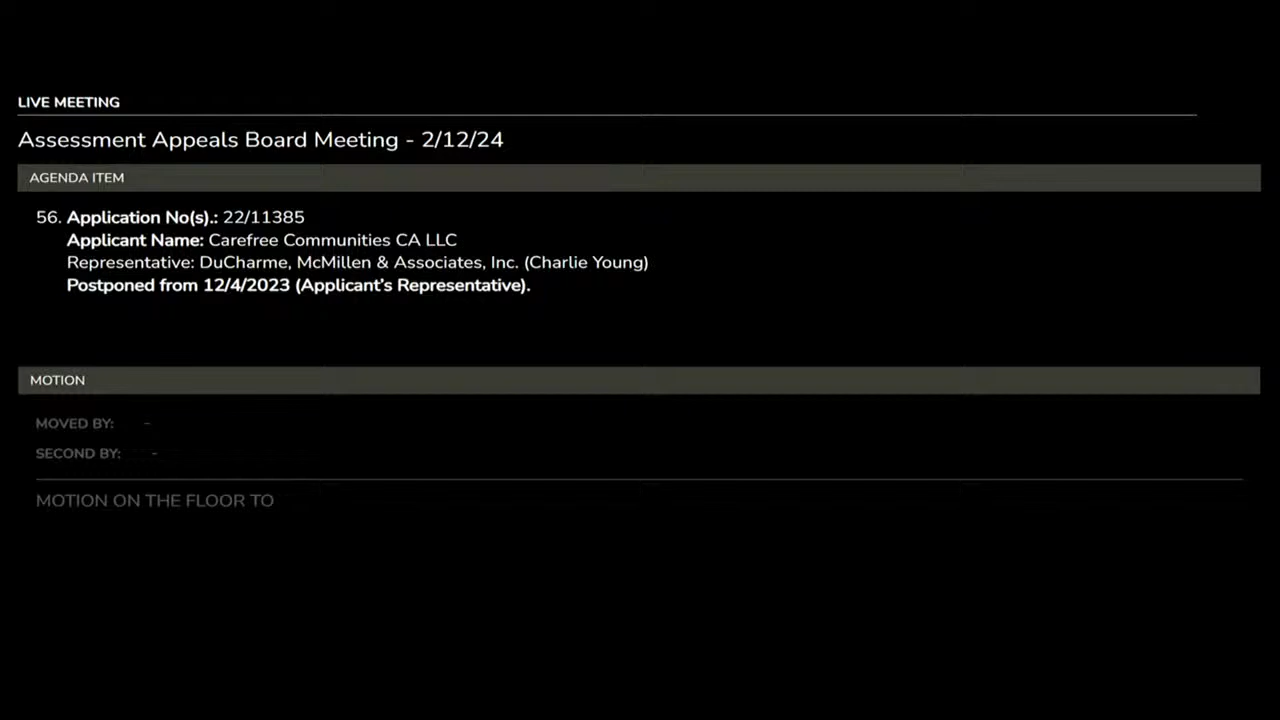 LIVE MEETING
Assessment Appeals Board Meeting - 2/12/24
AGENDA ITEM
56. Application No(s).: 22/11385
Applicant Name: Carefree Communities CA LLC
Representative: DuCharme, McMillen & Associates, Inc. (Charlie Young)
Postponed from 12/4/2023 (Applicant's Representative).
MOTION
MOVED BY: -
SECOND BY: -
MOTION ON THE FLOOR TO